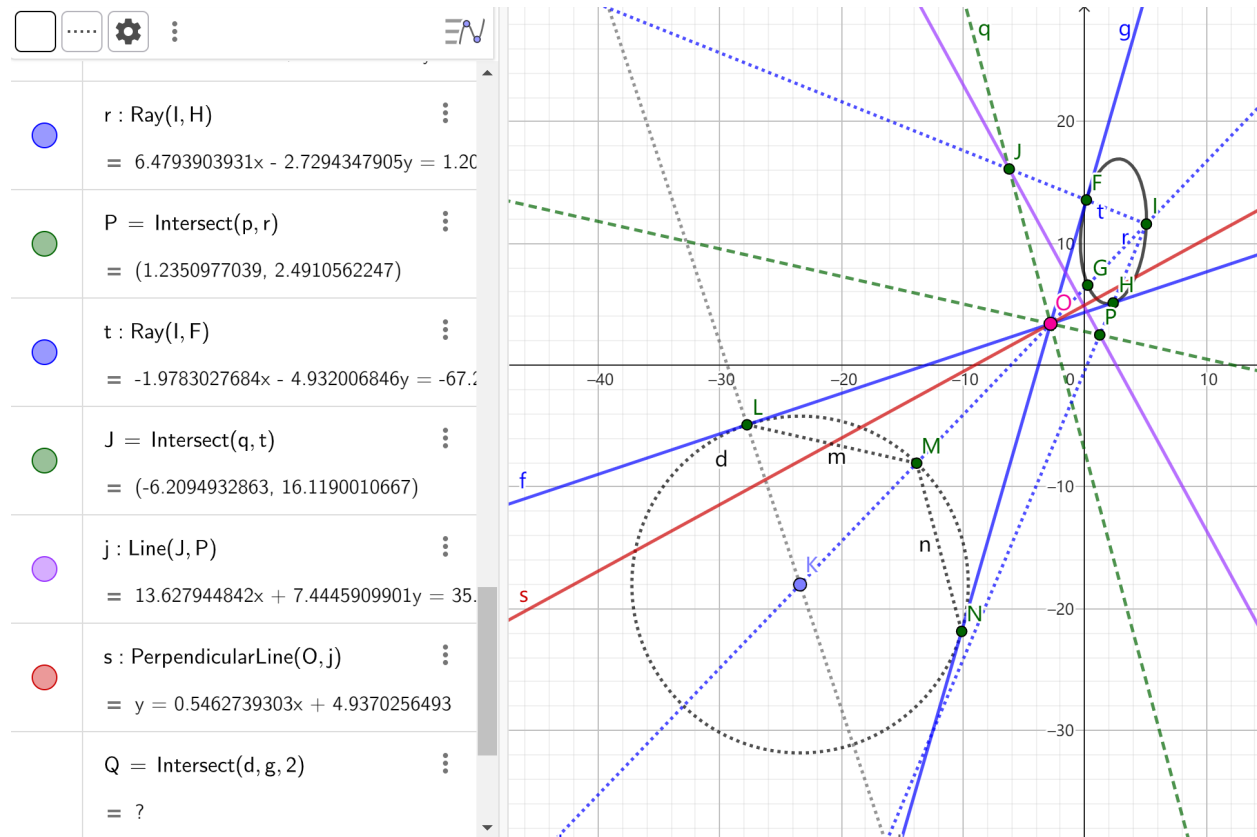 r : Ray(I, H)
= 6.4793903931x - 2.7294347905y = 1.20
P = Intersect(p, r)
= (1.2350977039, 2.4910562247)
t : Ray(I, F)
= -1.9783027684x - 4.932006846y = -67.2
J = Intersect(q, t)
= (-6.2094932863, 16.1190010667)
j : Line(J, P)
= 13.627944842x + 7.4445909901y = 35.
s : PerpendicularLine(O, j)
= y = 0.5462739303x + 4.9370256493
Q = Intersect(d, g, 2)
= ?
q
g
20
J
F
t
I
r
10
G
H
O
P
−40
−30
−20
−10
0
10
L
d
m
M
f
−10
n
K
s
−20
N
−30